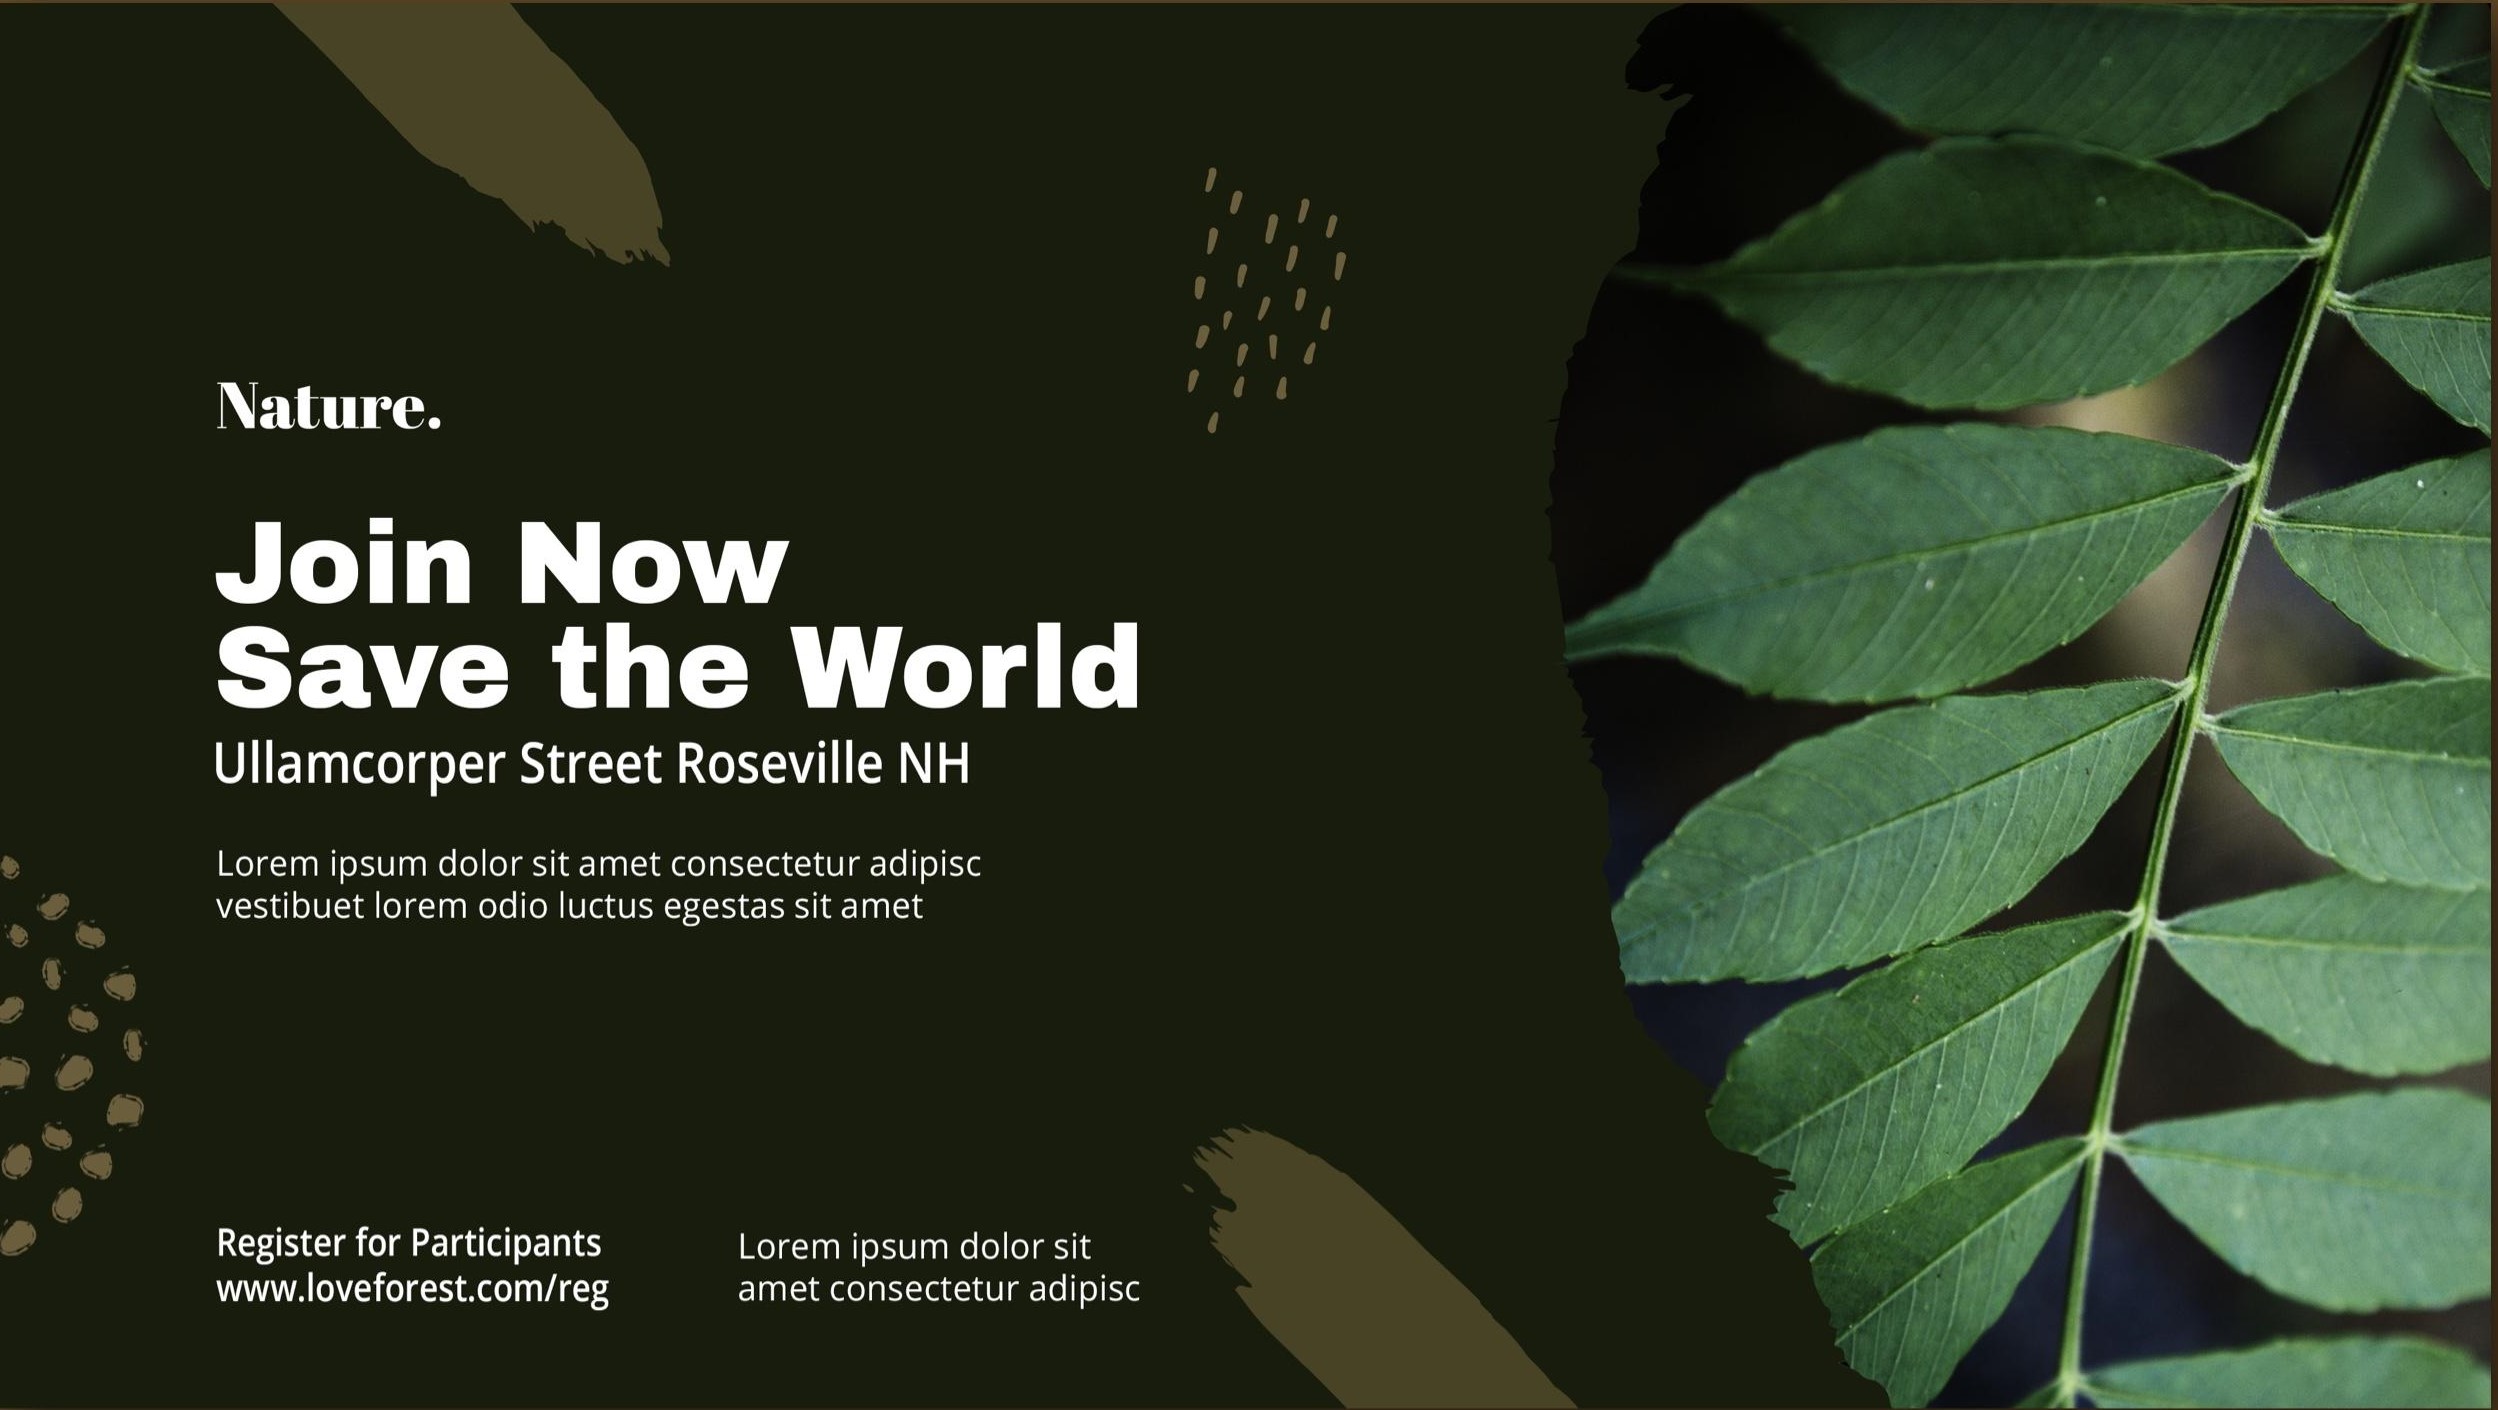 Nature.
Join Now
Save the World
Ullamcorper Street Roseville NH
Lorem ipsum dolor sit amet consectetur adipisc
vestibuet lorem odio luctus egestas sit amet
Register for Participants
www.loveforest.com/reg
Lorem ipsum dolor sit
amet consectetur adipisc